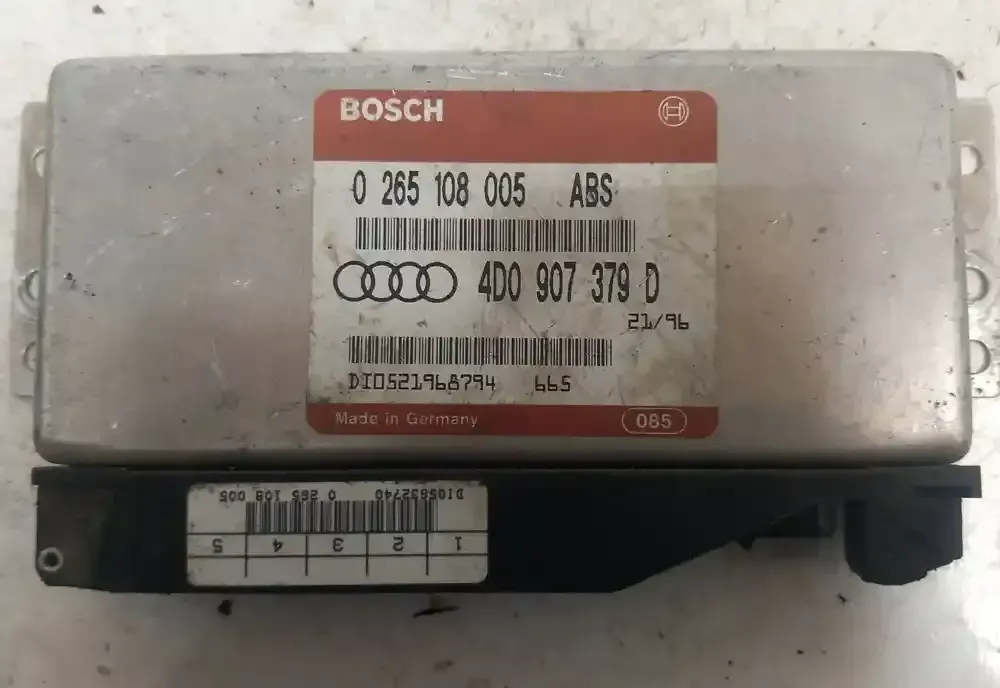 BOSCH
0 265 108 005 ABS
4D0 907 379 D
21/96
DI0521968794 665
Made in Germany 085
DI05632740 0 265 108 005
1 2 3 4 5